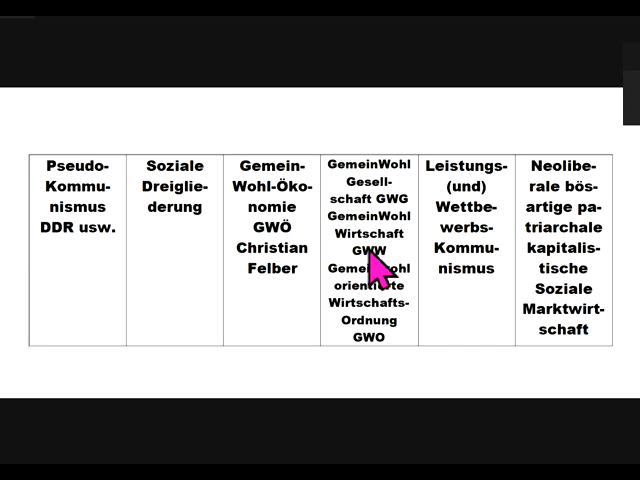 Pseudo-
Kommu-
nismus
DDR usw.
Soziale
Dreiglie-
derung
Gemein-
Wohl-Öko-
nomie
GWÖ
Christian
Felber
GemeinWohl
Gesell-
schaft GWG
GemeinWohl
Wirtschaft
GWW
Gemeinwohl
orientierte
Wirtschafts-
Ordnung
GWO
Leistungs-
(und)
Wettbe-
werbs-
Kommu-
nismus
Neolibe-
rale bös-
artige pa-
triarchale
kapitalis-
tische
Soziale
Marktwirt-
schaft